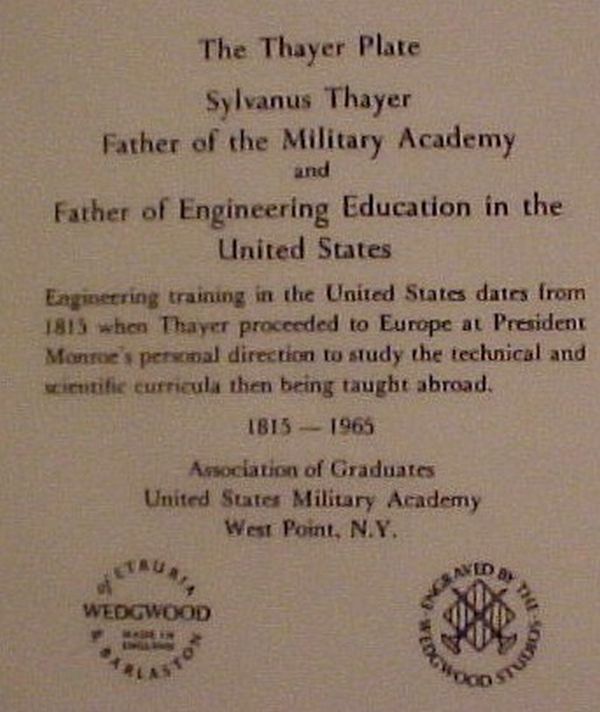 The Thayer Plate
Sylvanus Thayer
Father of the Military Academy
and
Father of Engineering Education in the
United States
Engineering training in the United States dates from
1815 when Thayer proceeded to Europe at President
Monroe's personal direction to study the technical and
scientific curricula then being taught abroad.
1815 — 1965
Association of Graduates
United States Military Academy
West Point, N.Y.
of ETRURIA
WEDGWOOD
MADE IN
ENGLAND
& BARLASTON
ENGRAVED BY THE
WEDGWOOD STUDIOS